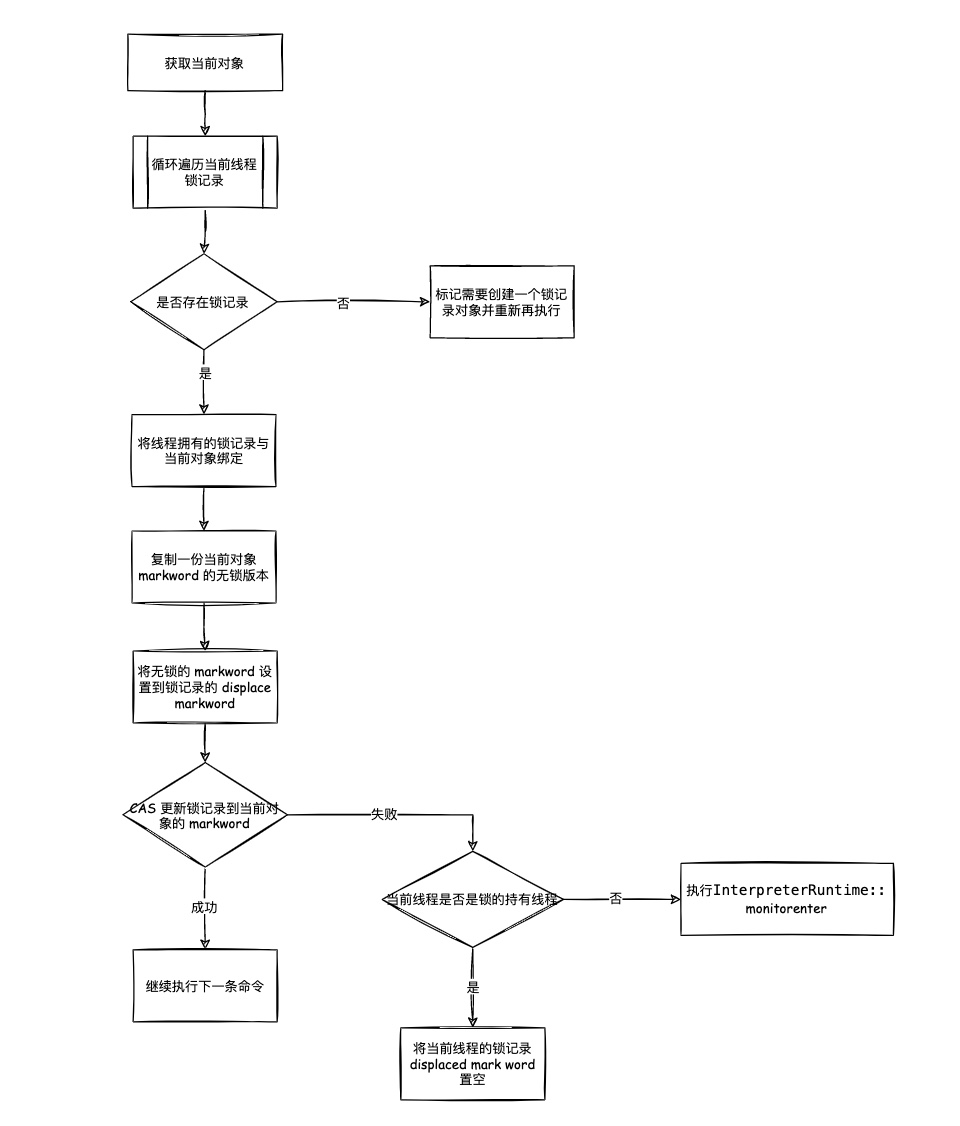 获取当前对象
循环遍历当前线程
锁记录
是否存在锁记录
否
标记需要创建一个锁记
录对象并重新再执行
是
将线程拥有的锁记录与
当前对象绑定
复制一份当前对象
markword 的无锁版本
将无锁的 markword 设
置到锁记录的 displace
markword
CAS 更新锁记录到当前对
象的 markword
失败
当前线程是否是锁的持有线程
否
执行InterpreterRuntime::
monitorenter
成功
继续执行下一条命令
是
将当前线程的锁记录
displaced mark word
置空